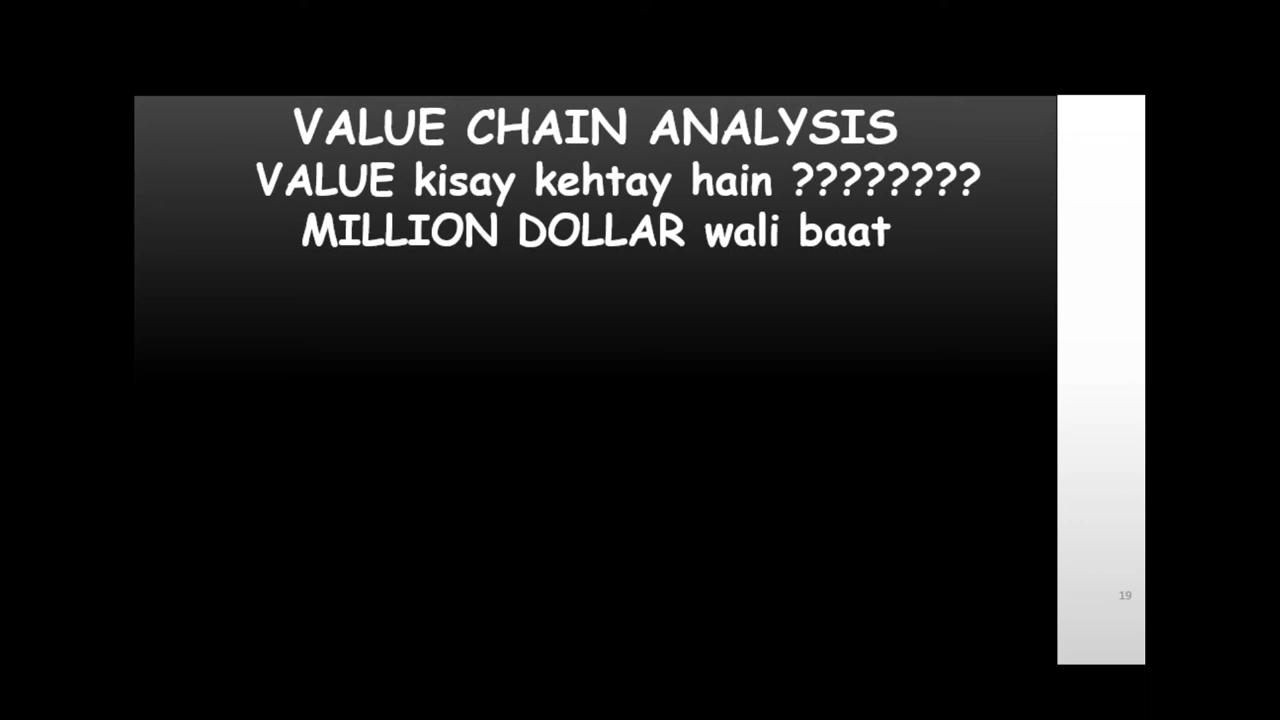 VALUE CHAIN ANALYSIS
VALUE kisay kehtay hain ????????
MILLION DOLLAR wali baat
19